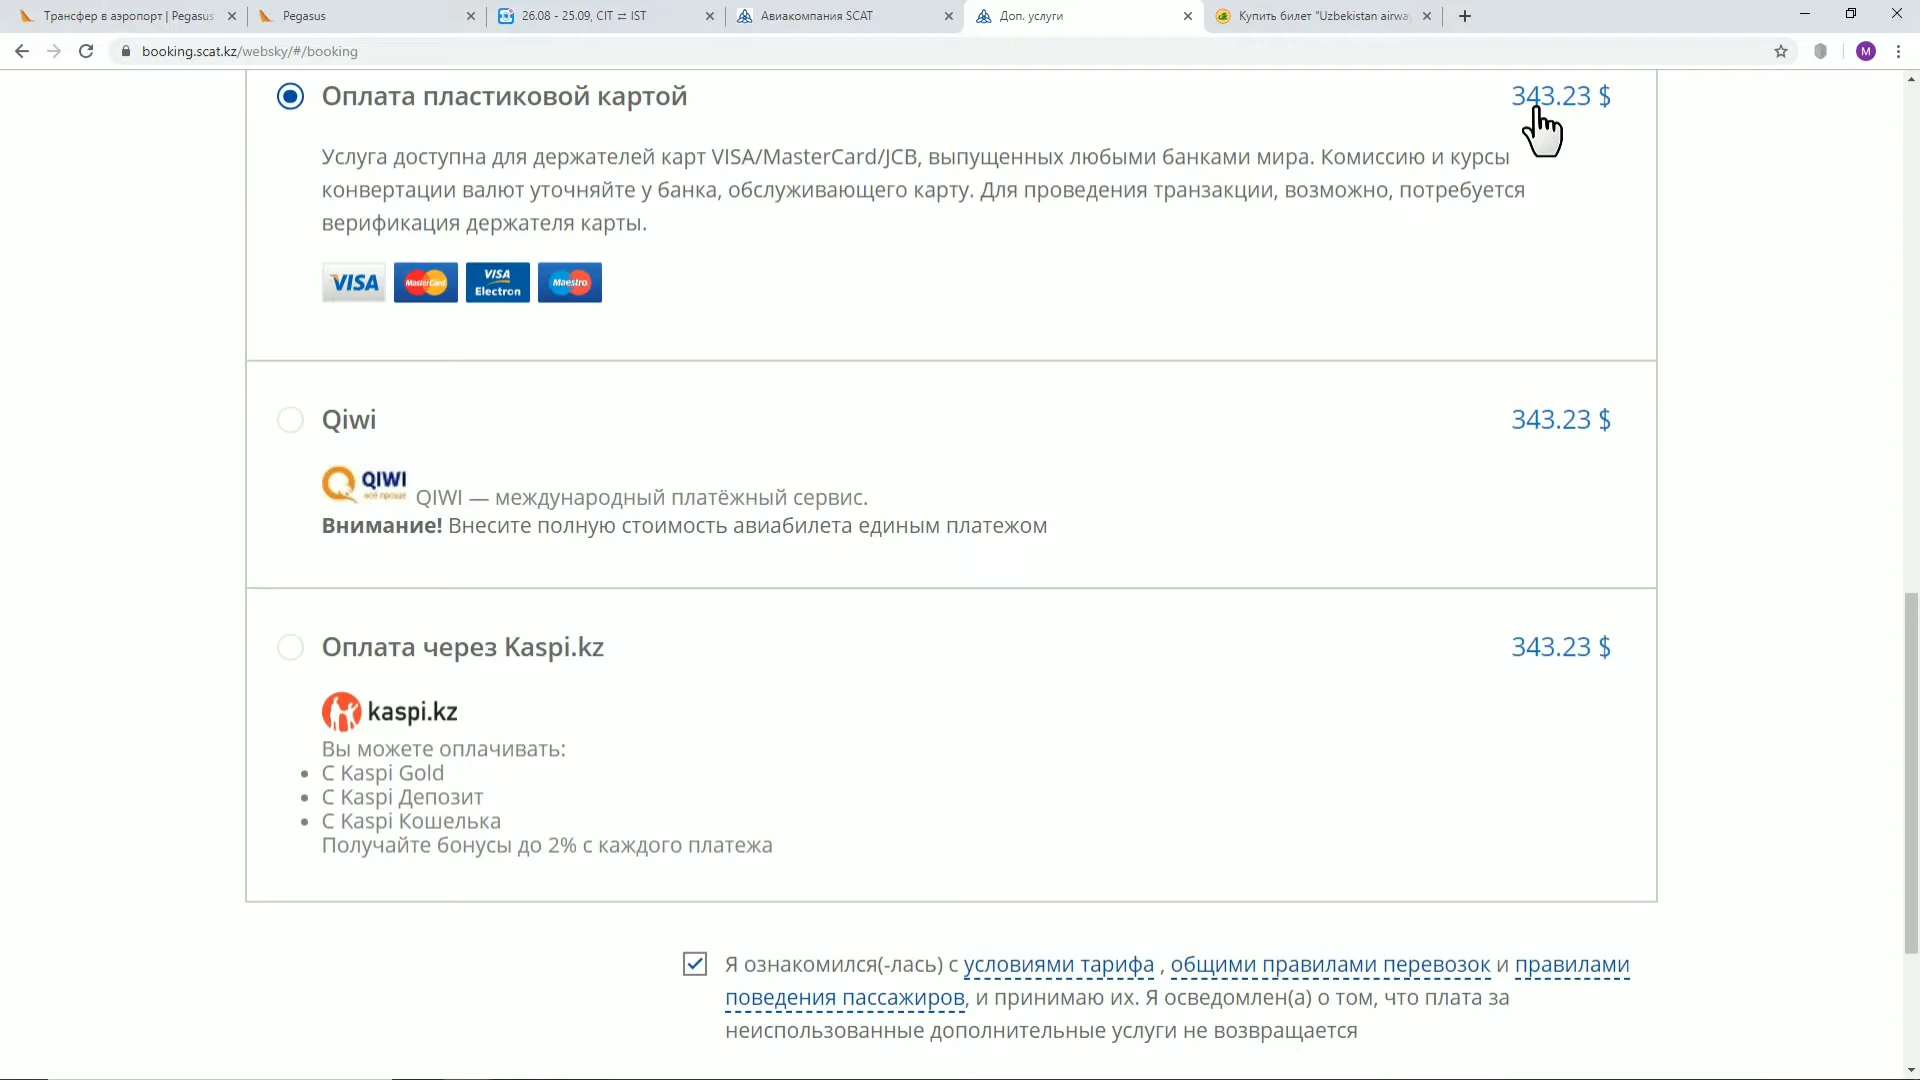 Трансфер в аэропорт | Pegasus
Pegasus
26.08 - 25.09, CIT ⇄ IST
Авиакомпания SCAT
Доп. услуги
Купить билет "Uzbekistan airway
booking.scat.kz/websky/#/booking
M
Оплата пластиковой картой
343.23 $
Услуга доступна для держателей карт VISA/MasterCard/JCB, выпущенных любыми банками мира. Комиссию и курсы
конвертации валют уточняйте у банка, обслуживающего карту. Для проведения транзакции, возможно, потребуется
верификация держателя карты.
VISA
MasterCard
VISA
Electron
Maestro
Qiwi
343.23 $
QIWI
всё проще
QIWI — международный платёжный сервис.
Внимание! Внесите полную стоимость авиабилета единым платежом
Оплата через Kaspi.kz
343.23 $
kaspi.kz
Вы можете оплачивать:
• С Kaspi Gold
• С Kaspi Депозит
• С Kaspi Кошелька
Получайте бонусы до 2% с каждого платежа
Я ознакомился(-лась) с условиями тарифа , общими правилами перевозок и правилами
поведения пассажиров, и принимаю их. Я осведомлен(а) о том, что плата за
неиспользованные дополнительные услуги не возвращается